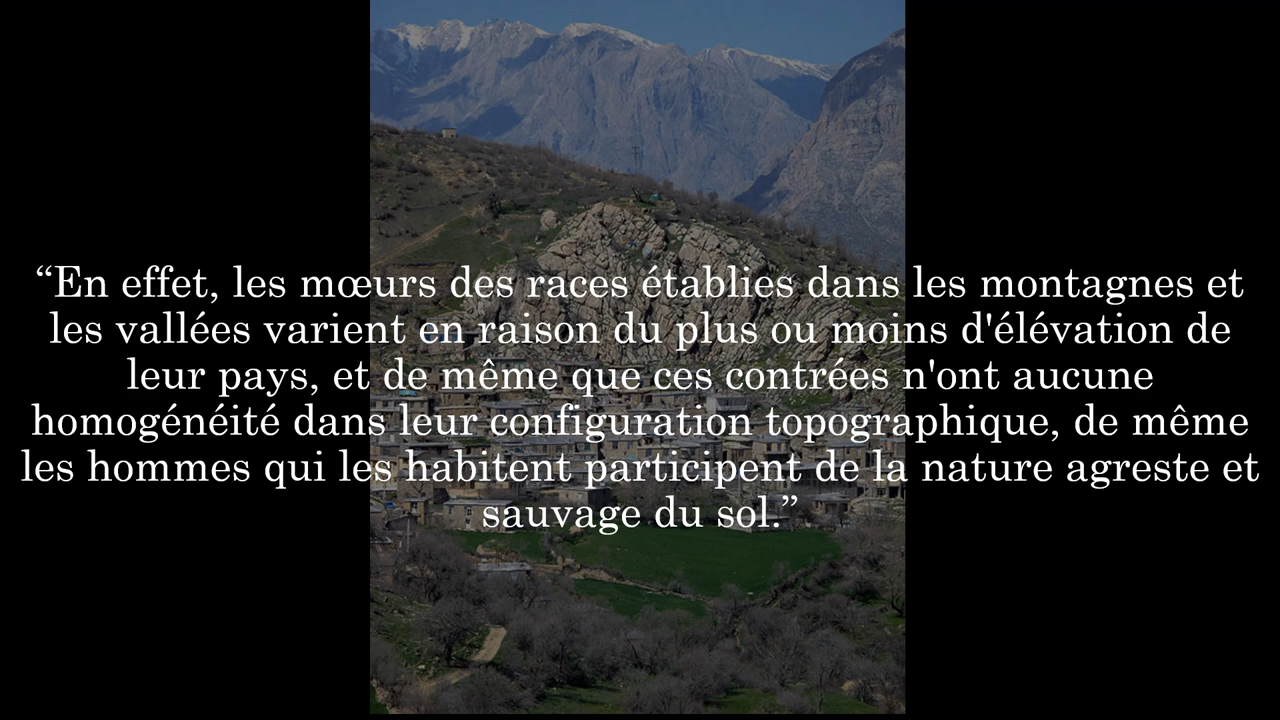 “En effet, les mœurs des races établies dans les montagnes et
les vallées varient en raison du plus ou moins d'élévation de
leur pays, et de même que ces contrées n'ont aucune
homogénéité dans leur configuration topographique, de même
les hommes qui les habitent participent de la nature agreste et
sauvage du sol.”